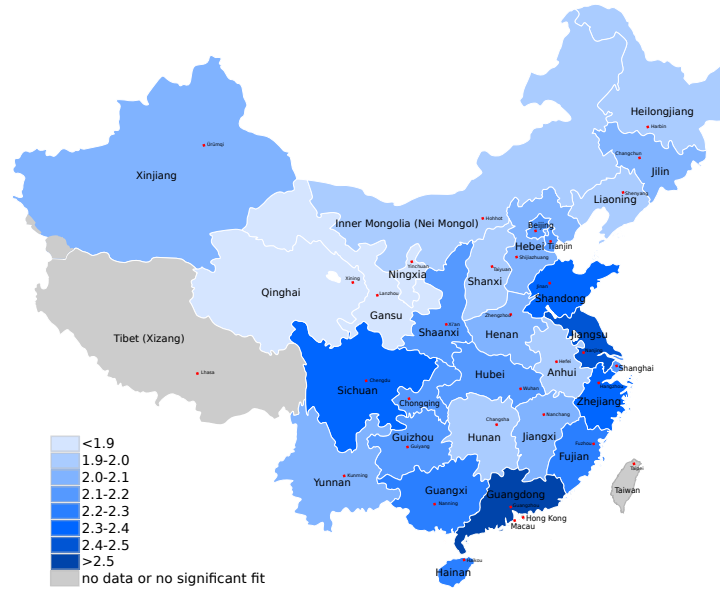 Heilongjiang
Harbin
Changchun
Jilin
Ürümqi
Xinjiang
Shenyang
Liaoning
Inner Mongolia (Nei Mongol)
Hohhot
Beijing
Hebei
Tianjin
Shijiazhuang
Yinchuan
Ningxia
Taiyuan
Shanxi
Xining
Qinghai
Lanzhou
Gansu
Jinan
Shandong
Zhengzhou
Xi'an
Shaanxi
Henan
Jiangsu
Nanjing
Tibet (Xizang)
Lhasa
Hefei
Anhui
Shanghai
Hubei
Wuhan
Chengdu
Sichuan
Chongqing
Hangzhou
Zhejiang
Changsha
Hunan
Nanchang
Jiangxi
Guizhou
Guiyang
Fuzhou
Fujian
Kunming
Yunnan
Guangxi
Nanning
Guangdong
Guangzhou
Hong Kong
Macau
Taipei
Taiwan
Haikou
Hainan
<1.9
1.9-2.0
2.0-2.1
2.1-2.2
2.2-2.3
2.3-2.4
2.4-2.5
>2.5
no data or no significant fit